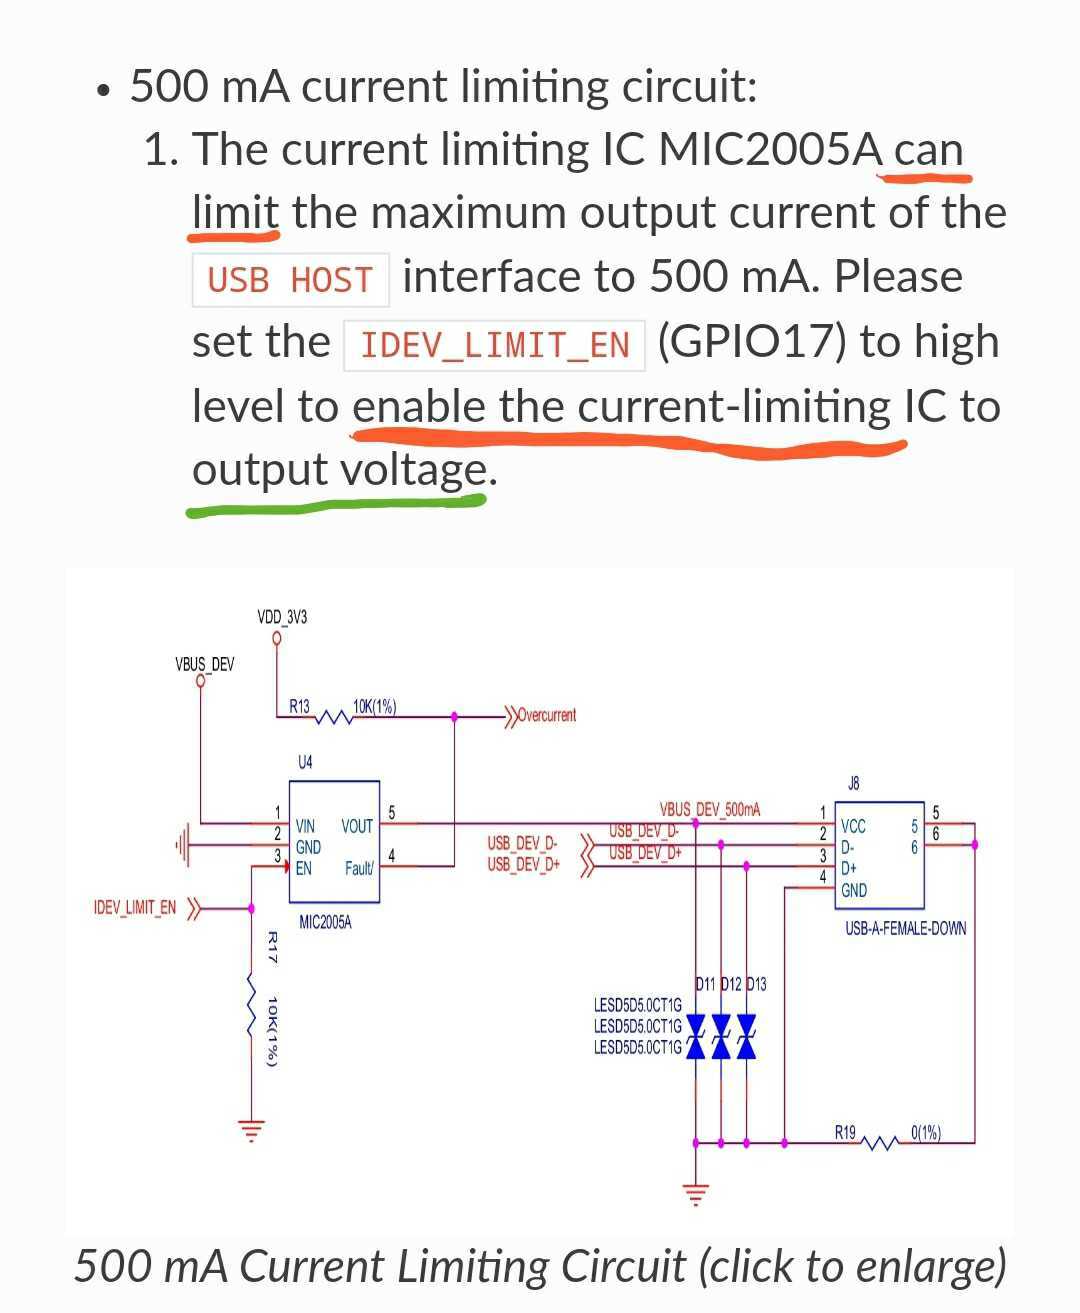 • 500 mA current limiting circuit:
1. The current limiting IC MIC2005A can
limit the maximum output current of the
USB HOST interface to 500 mA. Please
set the IDEV_LIMIT_EN (GPIO17) to high
level to enable the current-limiting IC to
output voltage.
VDD_3V3
VBUS_DEV
R13 10K(1%)
Overcurrent
U4
J8
1 VIN VOUT 5
VBUS_DEV_500mA
1 VCC 5 5
2 GND
USB_DEV_D- USB_DEV_D-
2 D- 6 6
3 EN Fault/ 4
USB_DEV_D+ USB_DEV_D+
3 D+
4 GND
IDEV_LIMIT_EN
MIC2005A
USB-A-FEMALE-DOWN
R17 10K(1%)
D11 D12 D13
LESD5D5.0CT1G
LESD5D5.0CT1G
LESD5D5.0CT1G
R19 0(1%)
500 mA Current Limiting Circuit (click to enlarge)